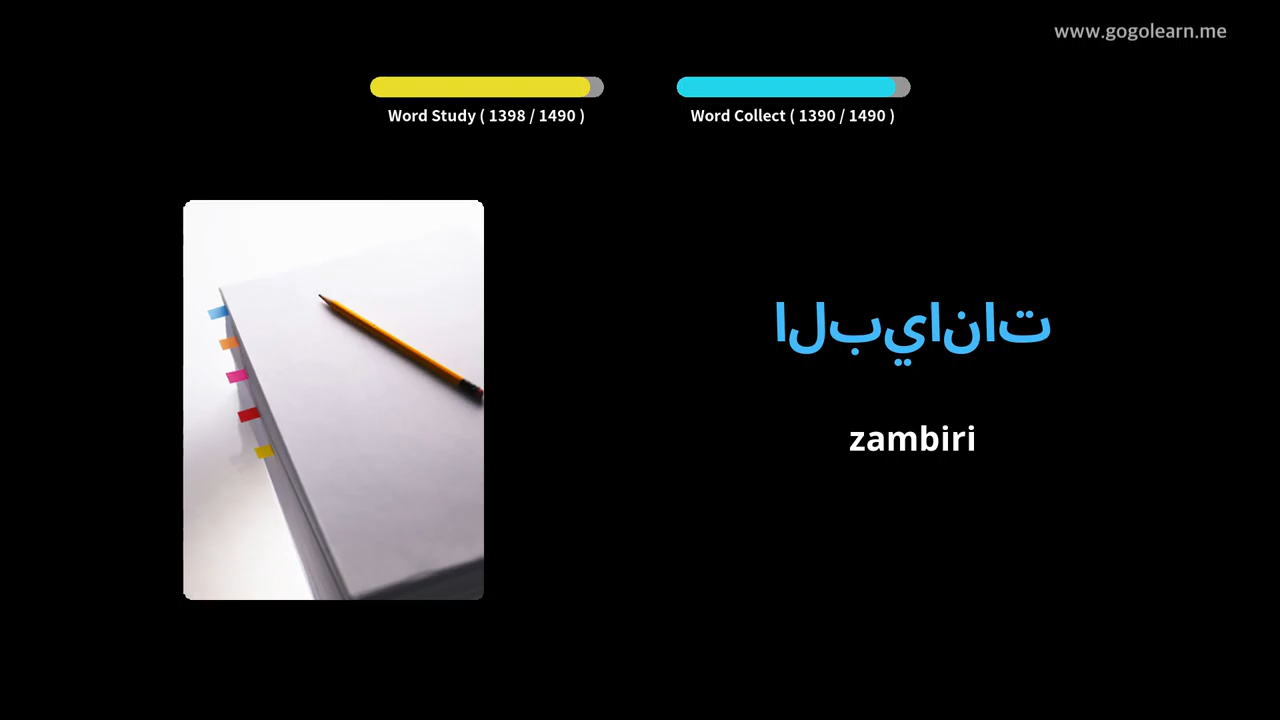 www.gogolearn.me
Word Study ( 1398 / 1490 )
Word Collect ( 1390 / 1490 )
البيانات
zambiri